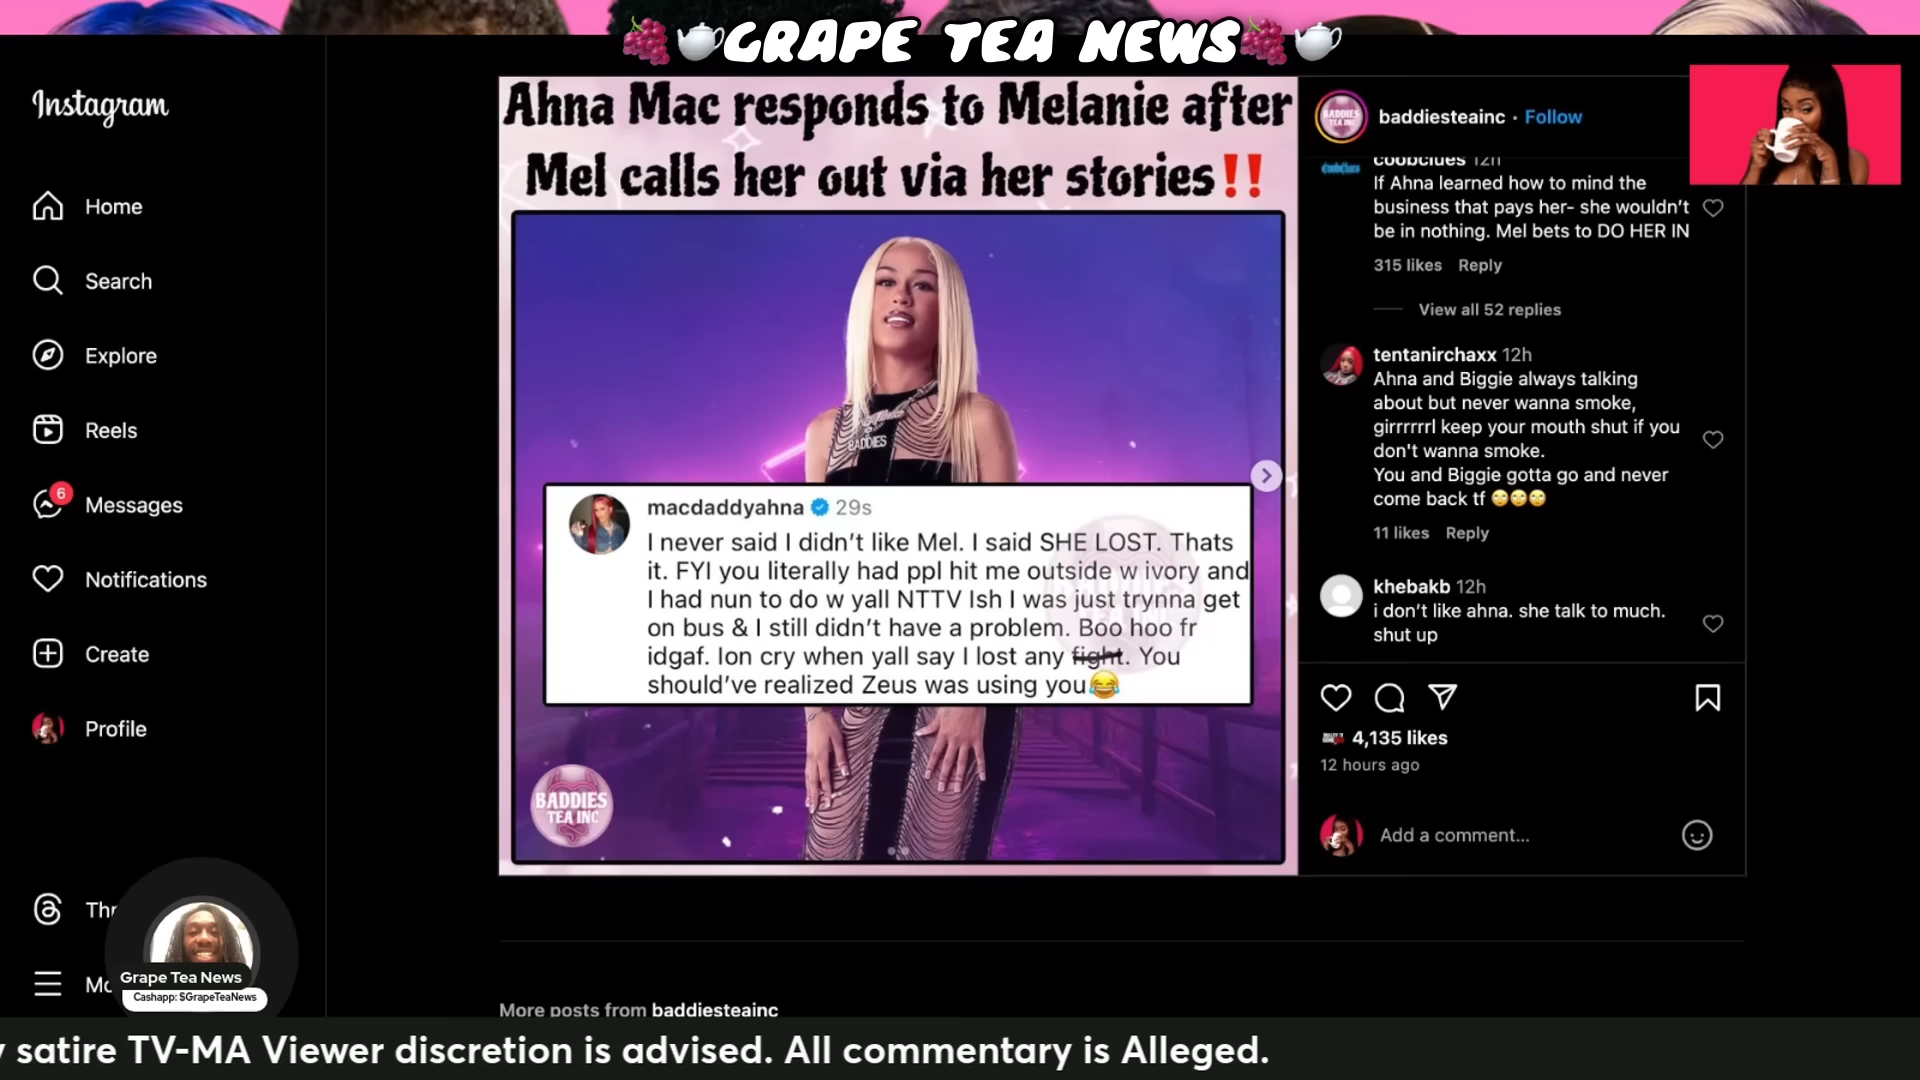 GRAPE TEA NEWS
Instagram
Home
Search
Explore
Reels
6
Messages
Notifications
Create
Profile
Grape Tea News
Cashapp: $GrapeTeaNews
Ahna Mac responds to Melanie after
Mel calls her out via her stories‼️
BADDIES
macdaddyahna 29s
I never said I didn’t like Mel. I said SHE LOST. Thats
it. FYI you literally had ppl hit me outside w ivory and
I had nun to do w yall NTTV Ish I was just trynna get
on bus & I still didn’t have a problem. Boo hoo fr
idgaf. Ion cry when yall say I lost any fight. You
should’ve realized Zeus was using you😂
BADDIES
TEA INC
baddiesteainc · Follow
coobclues 12h
If Ahna learned how to mind the
business that pays her- she wouldn’t
be in nothing. Mel bets to DO HER IN
315 likes Reply
View all 52 replies
tentanirchaxx 12h
Ahna and Biggie always talking
about but never wanna smoke,
girrrrrrl keep your mouth shut if you
don't wanna smoke.
You and Biggie gotta go and never
come back tf 🙄🙄🙄
11 likes Reply
khebakb 12h
i don’t like ahna. she talk to much.
shut up
4,135 likes
12 hours ago
Add a comment...
More posts from baddiesteainc
satire TV-MA Viewer discretion is advised. All commentary is Alleged.